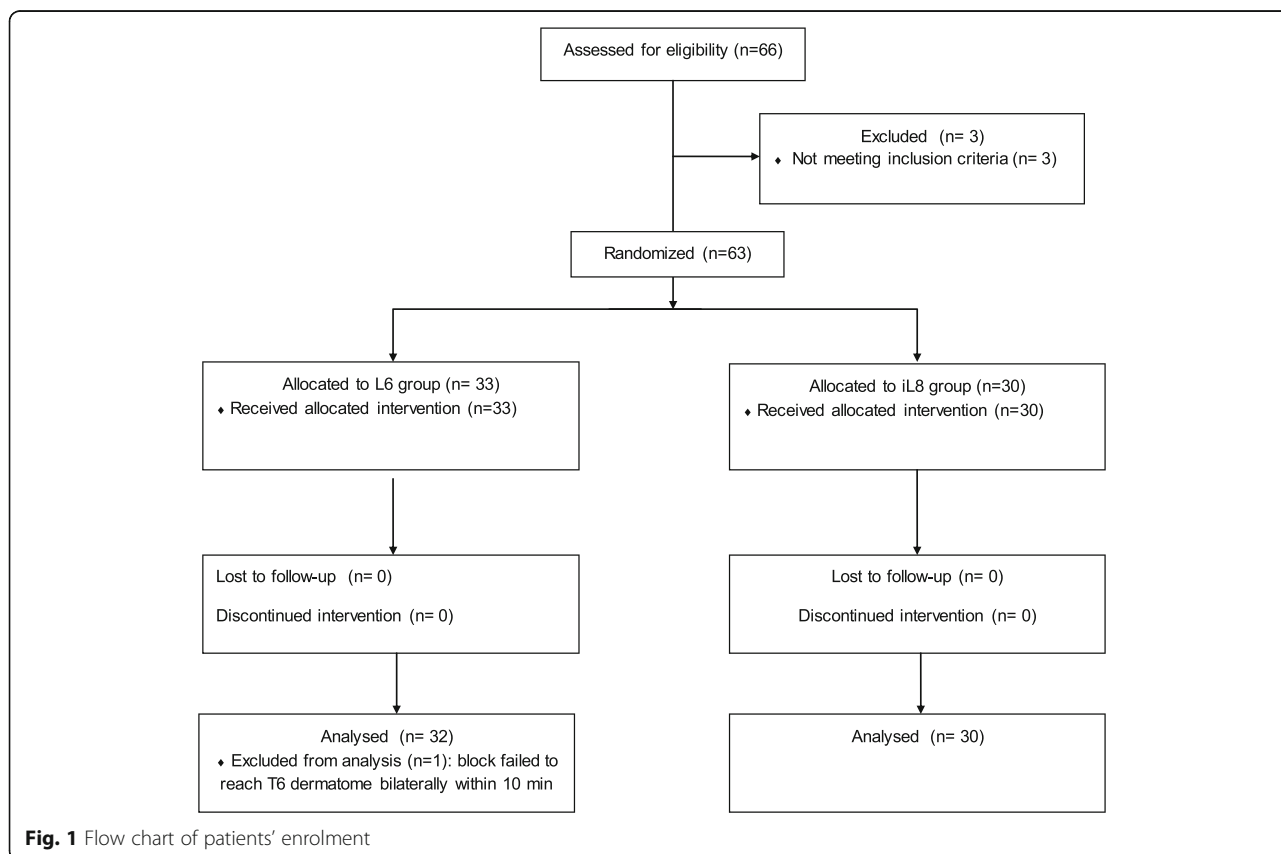 Assessed for eligibility (n=66)
Excluded (n= 3)
♦ Not meeting inclusion criteria (n= 3)
Randomized (n=63)
Allocated to L6 group (n= 33)
♦ Received allocated intervention (n=33)
Allocated to iL8 group (n=30)
♦ Received allocated intervention (n=30)
Lost to follow-up (n= 0)
Discontinued intervention (n= 0)
Lost to follow-up (n= 0)
Discontinued intervention (n= 0)
Analysed (n= 32)
♦ Excluded from analysis (n=1): block failed to
reach T6 dermatome bilaterally within 10 min
Analysed (n= 30)
Fig. 1 Flow chart of patients’ enrolment